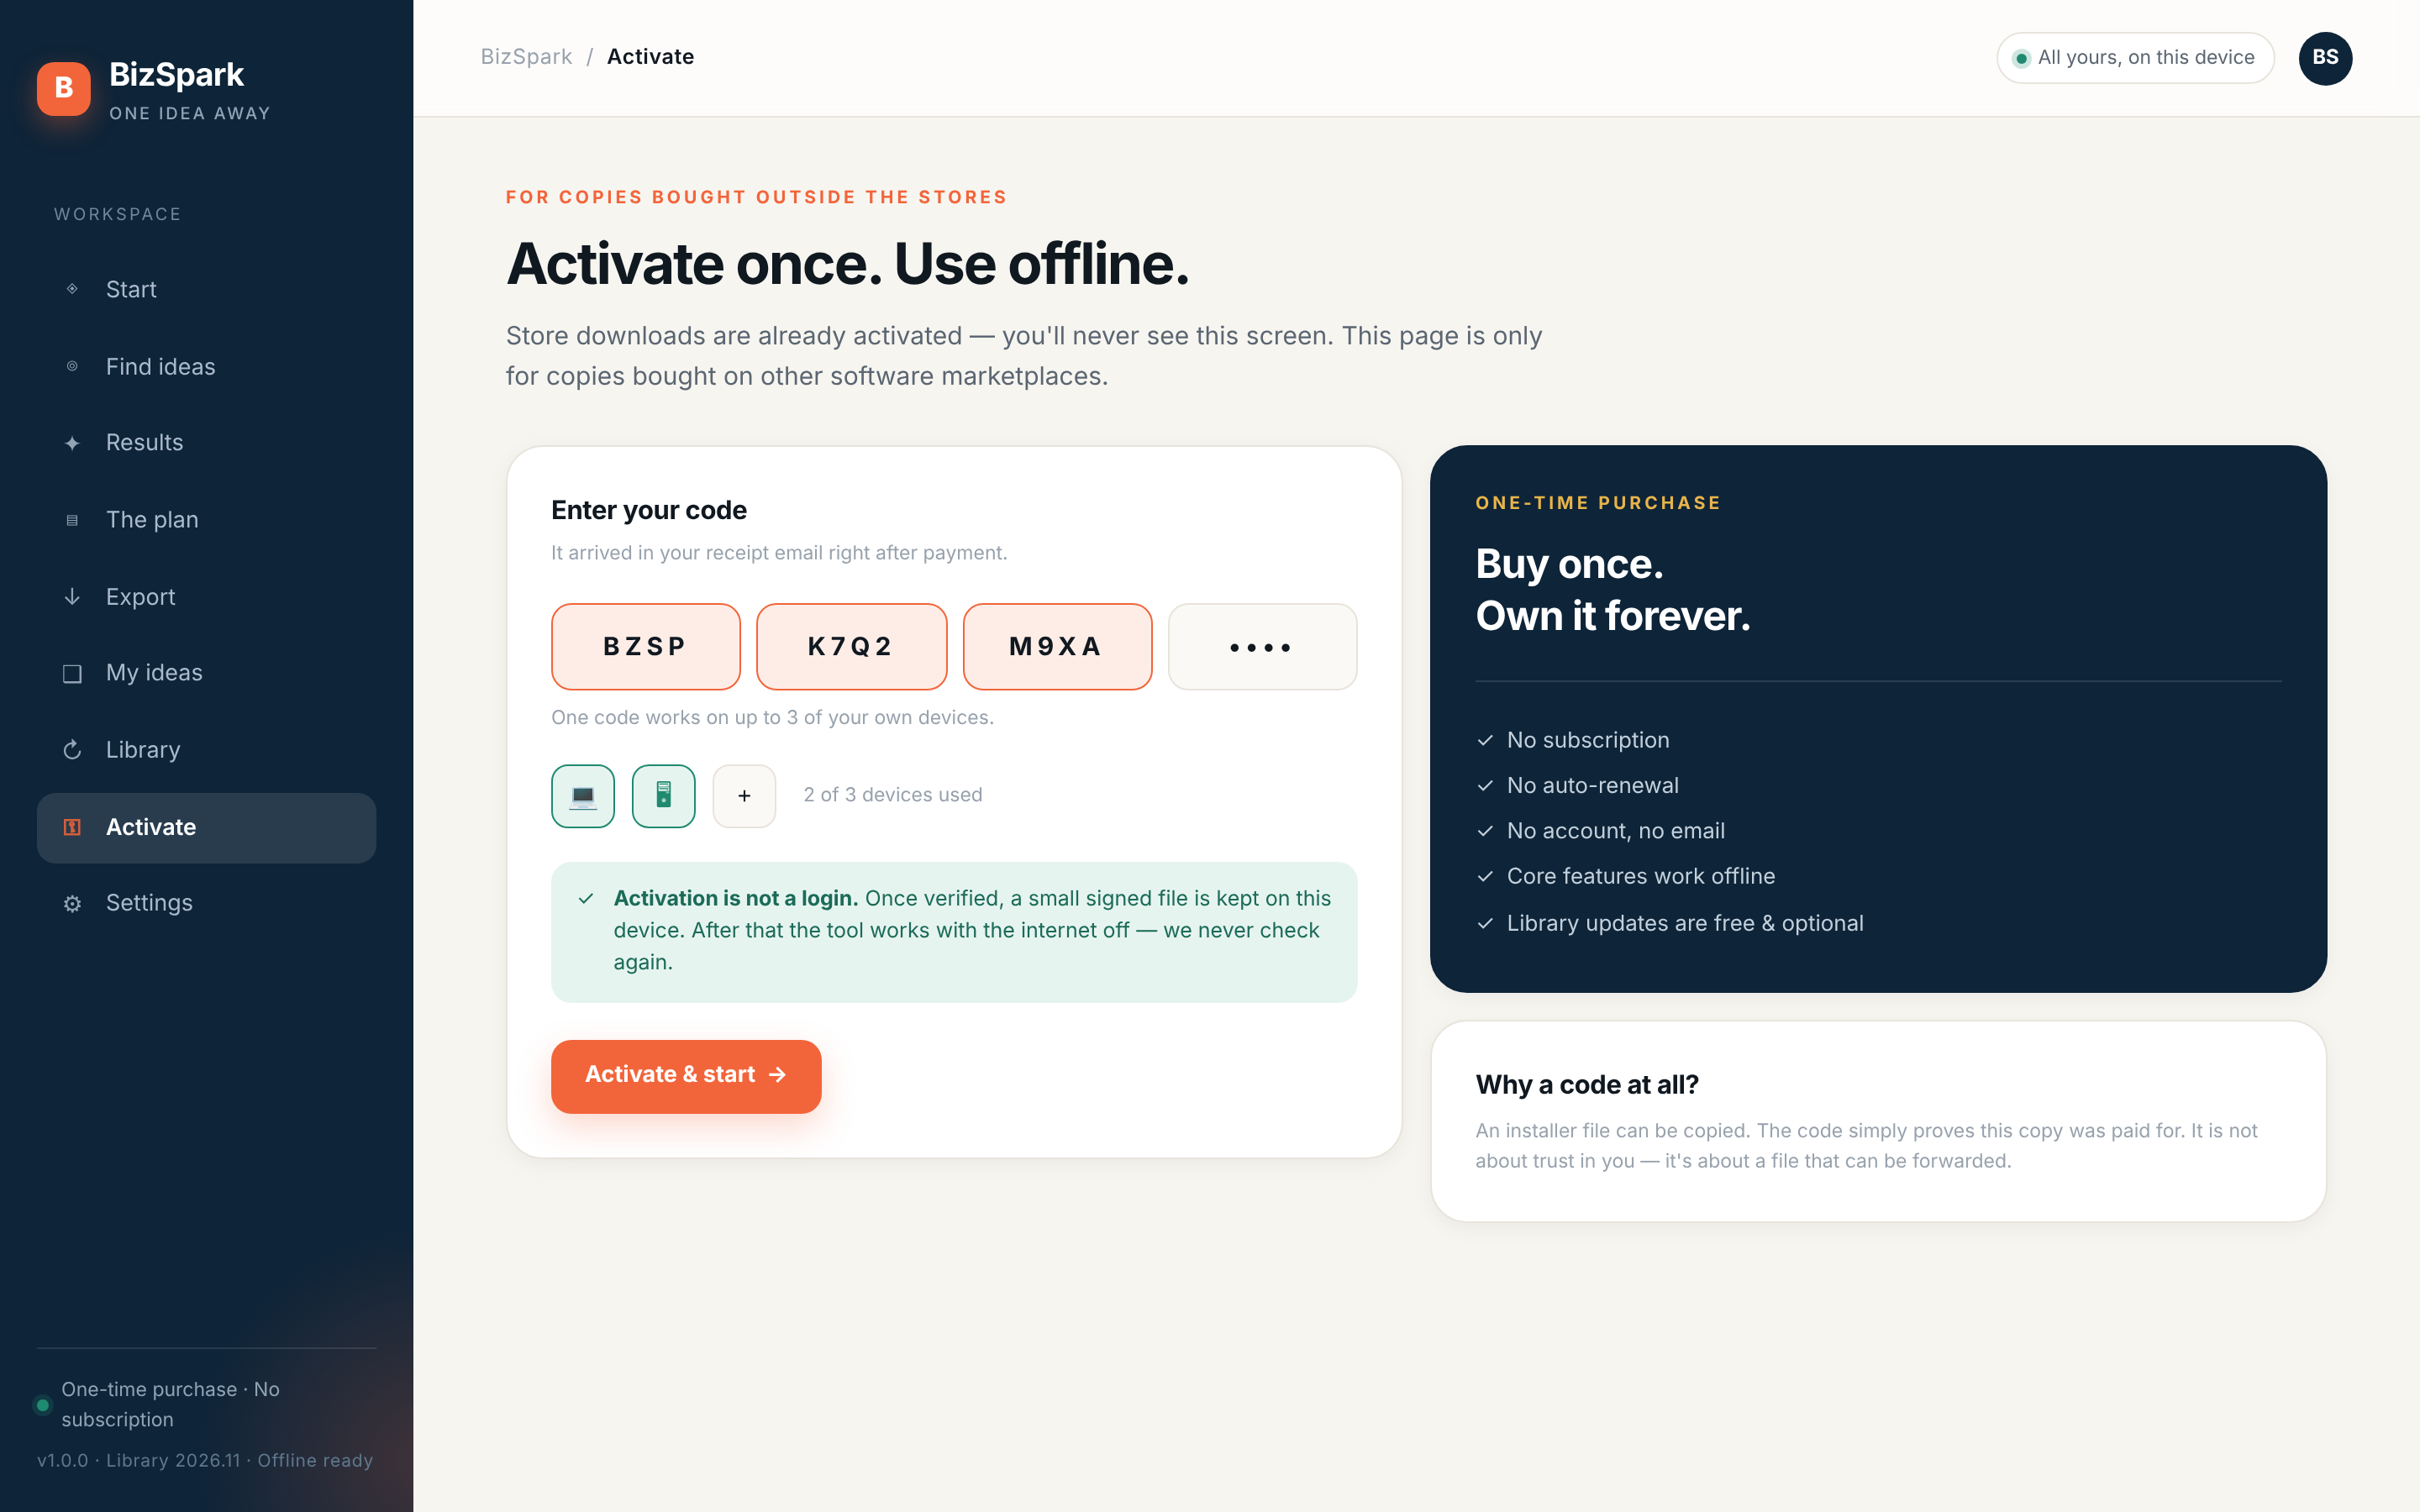 B
BizSpark
ONE IDEA AWAY
WORKSPACE
Start
Find ideas
Results
The plan
Export
My ideas
Library
Activate
Settings
One-time purchase · No
subscription
v1.0.0 · Library 2026.11 · Offline ready
BizSpark / Activate
All yours, on this device
BS
FOR COPIES BOUGHT OUTSIDE THE STORES
Activate once. Use offline.
Store downloads are already activated — you'll never see this screen. This page is only
for copies bought on other software marketplaces.
Enter your code
It arrived in your receipt email right after payment.
BZSP K7Q2 M9XA ••••
One code works on up to 3 of your own devices.
+ 2 of 3 devices used
✓ Activation is not a login. Once verified, a small signed file is kept on this
device. After that the tool works with the internet off — we never check
again.
Activate & start →
ONE-TIME PURCHASE
Buy once.
Own it forever.
✓ No subscription
✓ No auto-renewal
✓ No account, no email
✓ Core features work offline
✓ Library updates are free & optional
Why a code at all?
An installer file can be copied. The code simply proves this copy was paid for. It is not
about trust in you — it's about a file that can be forwarded.